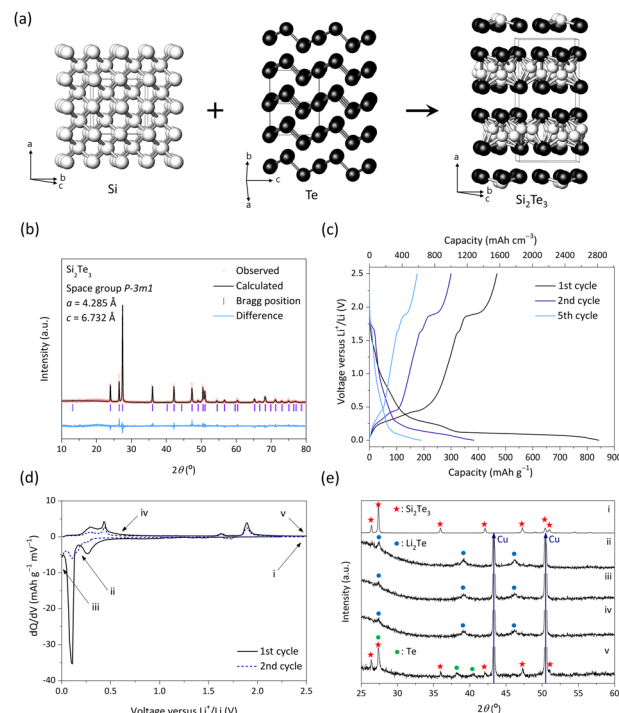 (a)
a
b
c
Si
b
c
a
Te
a
b
c
Si2Te3
(b)
Intensity (a.u.)
Si2Te3
Space group P-3m1
a = 4.285 Å
c = 6.732 Å
Observed
Calculated
Bragg position
Difference
10 20 30 40 50 60 70 80
2θ (°)
(c)
Capacity (mAh cm−3)
0 400 800 1200 1600 2000 2400 2800
Voltage versus Li+/Li (V)
2.5
2.0
1.5
1.0
0.5
0.0
1st cycle
2nd cycle
5th cycle
0 100 200 300 400 500 600 700 800 900
Capacity (mAh g−1)
(d)
dQ/dV (mAh g−1 mV−1)
10
0
-10
-20
-30
-40
iv
v
iii
ii
i
1st cycle
2nd cycle
0.0 0.5 1.0 1.5 2.0 2.5
Voltage versus Li+/Li (V)
(e)
Intensity (a.u.)
: Si2Te3
i
Cu
Cu
: Li2Te
ii
iii
iv
: Te
v
25 30 35 40 45 50 55 60
2θ (°)